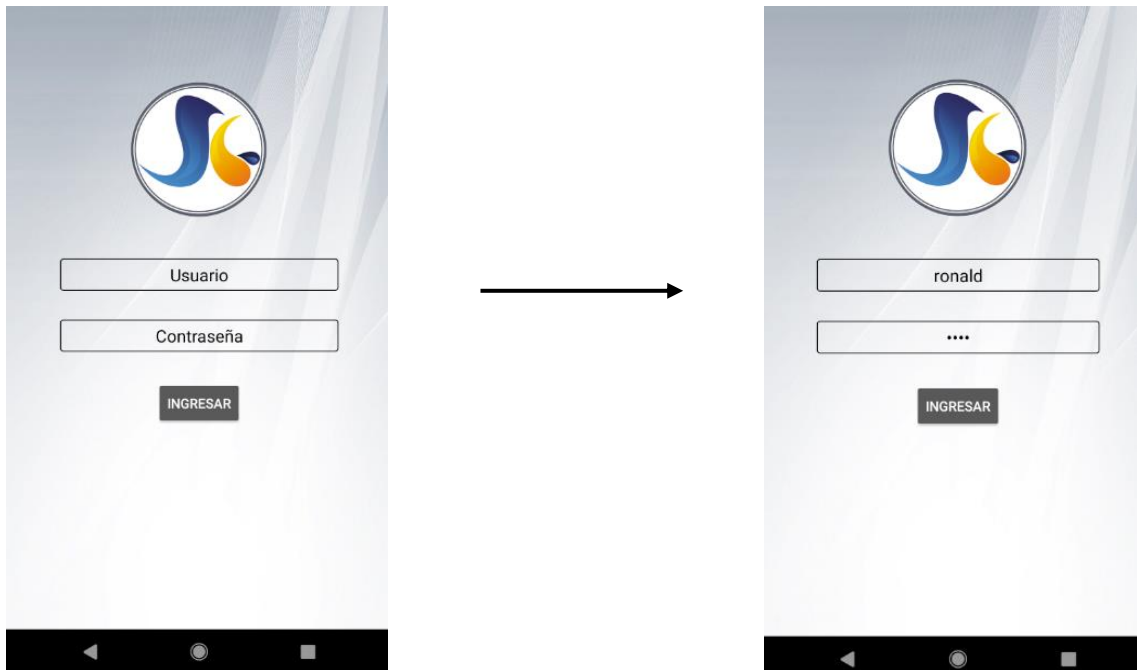 Usuario
Contraseña
INGRESAR
ronald
••••
INGRESAR